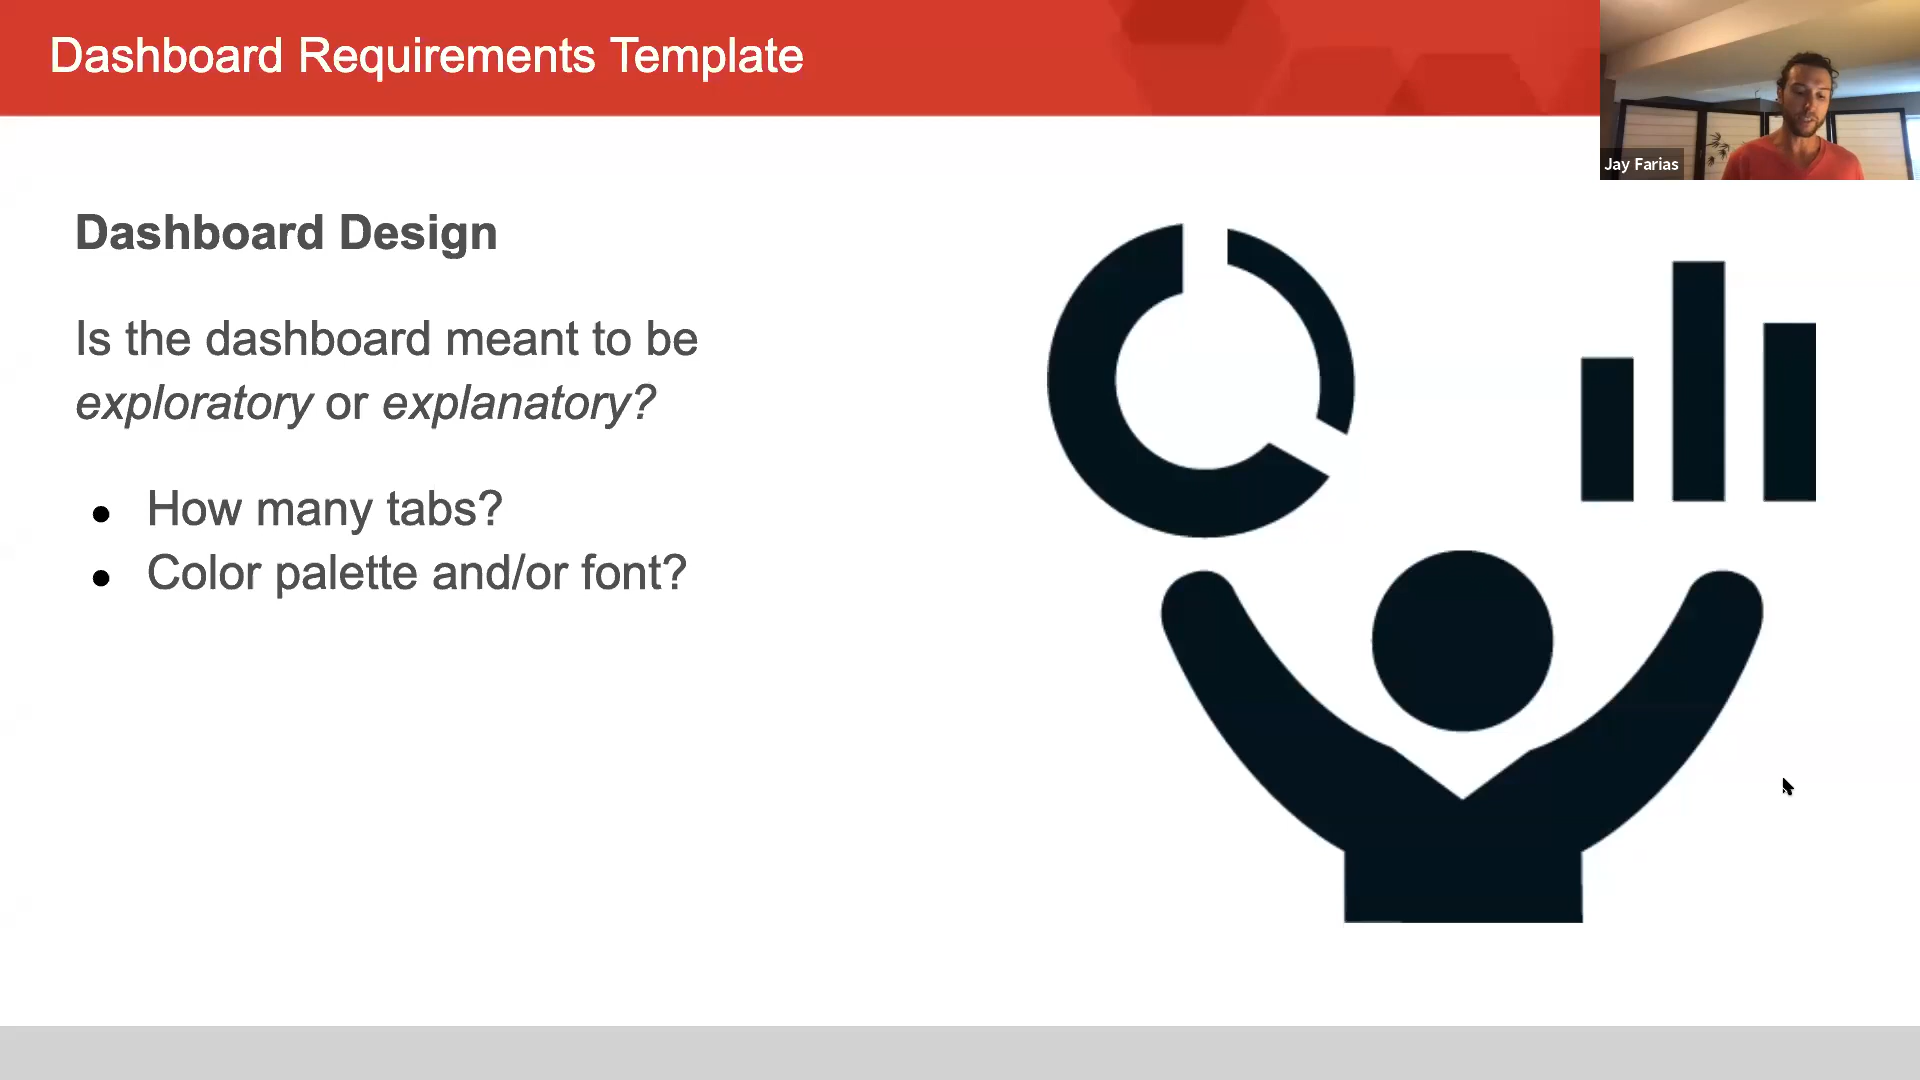 Dashboard Requirements Template
Jay Farias
Dashboard Design
Is the dashboard meant to be
exploratory or explanatory?
● How many tabs?
● Color palette and/or font?